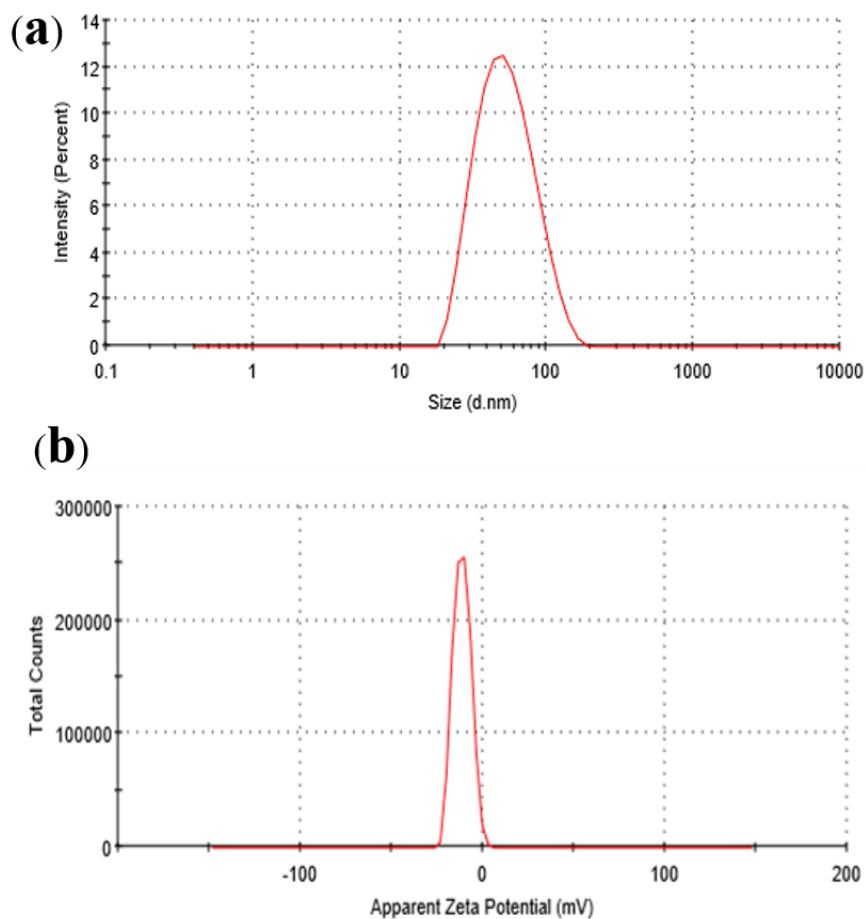 (a)
14
12
10
8
6
4
2
0
Intensity (Percent)
0.1 1 10 100 1000 10000
Size (d.nm)
(b)
300000
200000
100000
0
Total Counts
-100 0 100 200
Apparent Zeta Potential (mV)